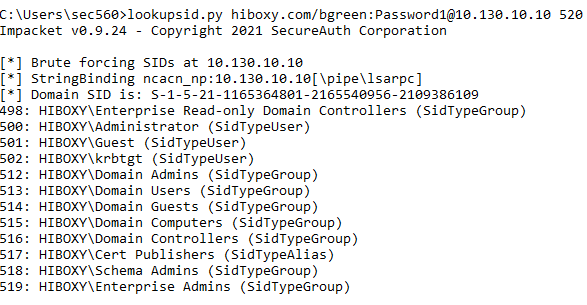 C:\Users\sec560>lookupsid.py hiboxy.com/bgreen:Password1@10.130.10.10 520
Impacket v0.9.24 - Copyright 2021 SecureAuth Corporation
[*] Brute forcing SIDs at 10.130.10.10
[*] StringBinding ncacn_np:10.130.10.10[\pipe\lsarpc]
[*] Domain SID is: S-1-5-21-1165364801-2165540956-2109386109
498: HIBOXY\Enterprise Read-only Domain Controllers (SidTypeGroup)
500: HIBOXY\Administrator (SidTypeUser)
501: HIBOXY\Guest (SidTypeUser)
502: HIBOXY\krbtgt (SidTypeUser)
512: HIBOXY\Domain Admins (SidTypeGroup)
513: HIBOXY\Domain Users (SidTypeGroup)
514: HIBOXY\Domain Guests (SidTypeGroup)
515: HIBOXY\Domain Computers (SidTypeGroup)
516: HIBOXY\Domain Controllers (SidTypeGroup)
517: HIBOXY\Cert Publishers (SidTypeAlias)
518: HIBOXY\Schema Admins (SidTypeGroup)
519: HIBOXY\Enterprise Admins (SidTypeGroup)